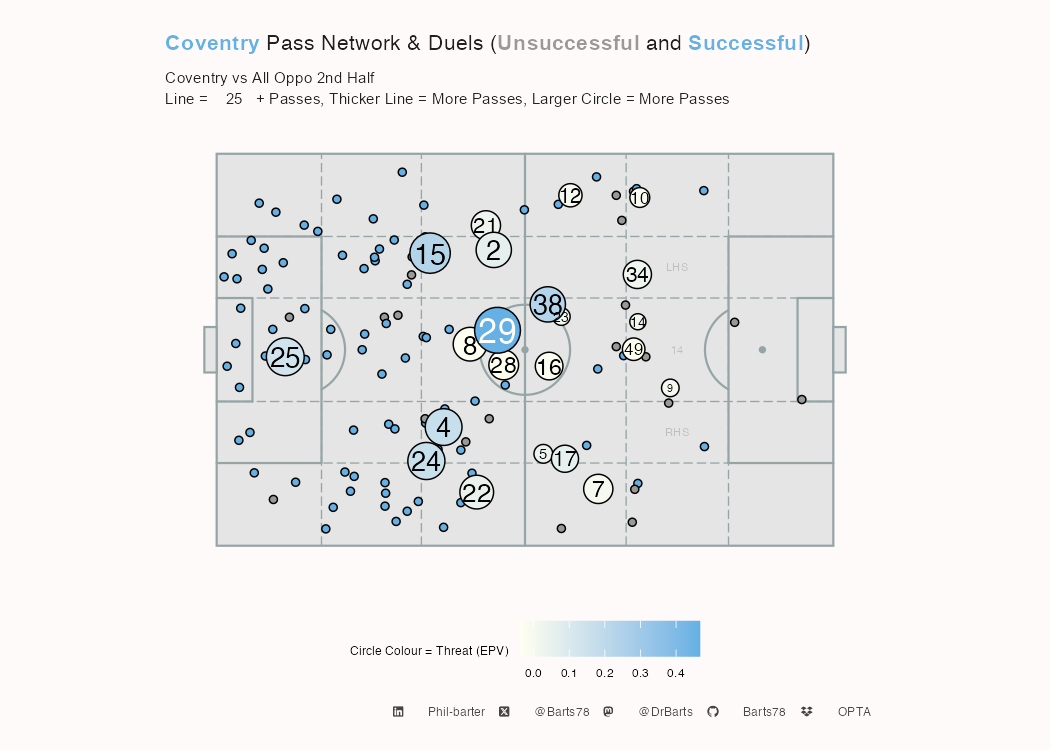 Coventry Pass Network & Duels (Unsuccessful and Successful)
Coventry vs All Oppo 2nd Half
Line = 25 + Passes, Thicker Line = More Passes, Larger Circle = More Passes
12
10
21
2
15
LHS
34
38
23
14
29
8
49
14
25
28
16
9
4
RHS
5
17
24
7
22
Circle Colour = Threat (EPV)
0.0 0.1 0.2 0.3 0.4
Phil-barter @Barts78 @DrBarts Barts78 OPTA